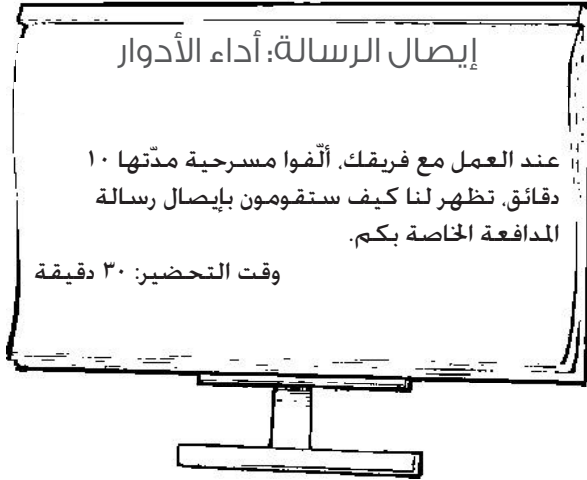 إيصال الرسالة: أداء الأدوار
عند العمل مع فريقك، ألّفوا مسرحية مدّتها ١٠
دقائق، تظهر لنا كيف ستقومون بإيصال رسالة
المدافعة الخاصة بكم.
وقت التحضير: ٣٠ دقيقة